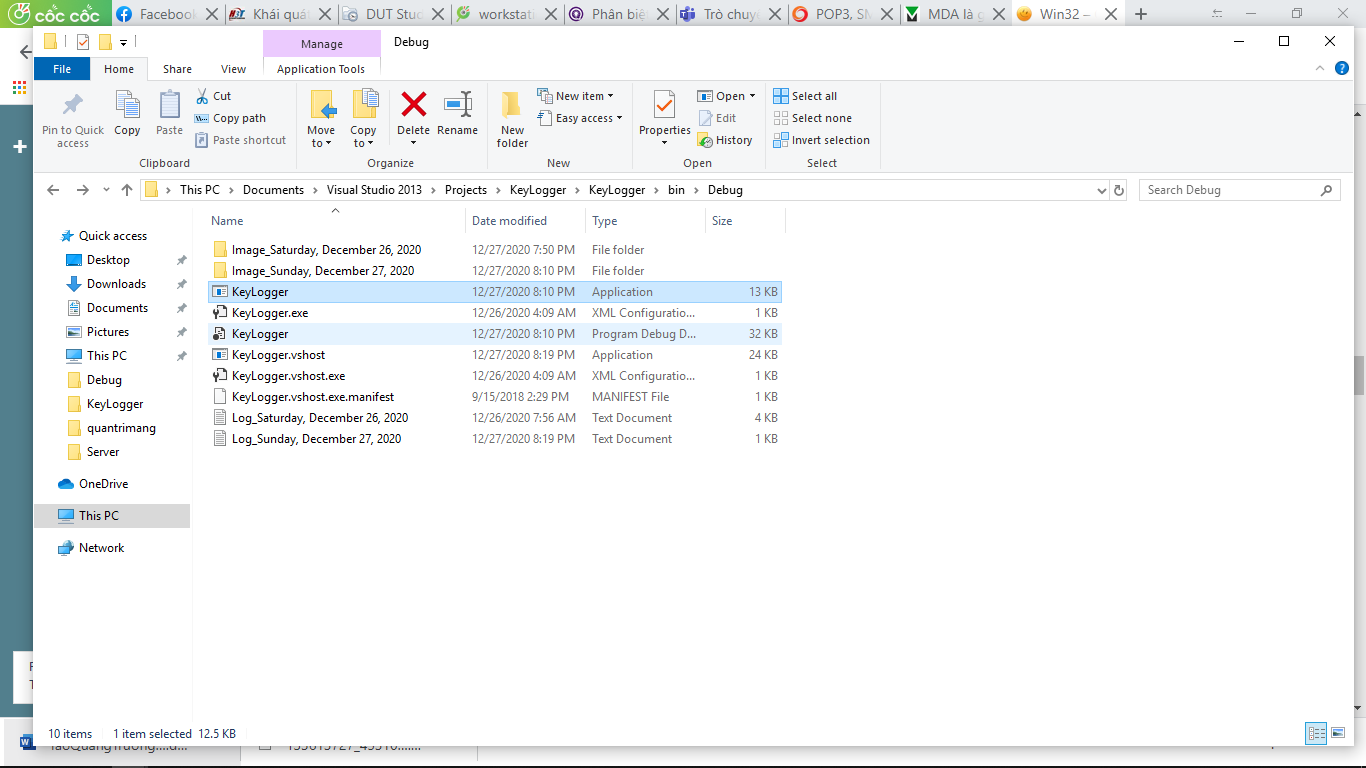 cốc cốc Facebook Khái quá DUT Stud workstati Phân biệ Trò chuyệ POP3, SM MDA là g Win32 –
Manage Debug
File Home Share View Application Tools
Pin to Quick access
Copy
Paste
Cut
Copy path
Paste shortcut
Clipboard
Move to
Copy to
Delete
Rename
Organize
New folder
New item
Easy access
New
Properties
Open
Edit
History
Open
Select all
Select none
Invert selection
Select
This PC > Documents > Visual Studio 2013 > Projects > KeyLogger > KeyLogger > bin > Debug
Search Debug
Quick access
Desktop
Downloads
Documents
Pictures
This PC
Debug
KeyLogger
quantrimang
Server
OneDrive
This PC
Network
Name Date modified Type Size
Image_Saturday, December 26, 2020 12/27/2020 7:50 PM File folder
Image_Sunday, December 27, 2020 12/27/2020 8:10 PM File folder
KeyLogger 12/27/2020 8:10 PM Application 13 KB
KeyLogger.exe 12/26/2020 4:09 AM XML Configuratio... 1 KB
KeyLogger 12/27/2020 8:10 PM Program Debug D... 32 KB
KeyLogger.vshost 12/27/2020 8:19 PM Application 24 KB
KeyLogger.vshost.exe 12/26/2020 4:09 AM XML Configuratio... 1 KB
KeyLogger.vshost.exe.manifest 9/15/2018 2:29 PM MANIFEST File 1 KB
Log_Saturday, December 26, 2020 12/26/2020 7:56 AM Text Document 4 KB
Log_Sunday, December 27, 2020 12/27/2020 8:19 PM Text Document 1 KB
10 items 1 item selected 12.5 KB